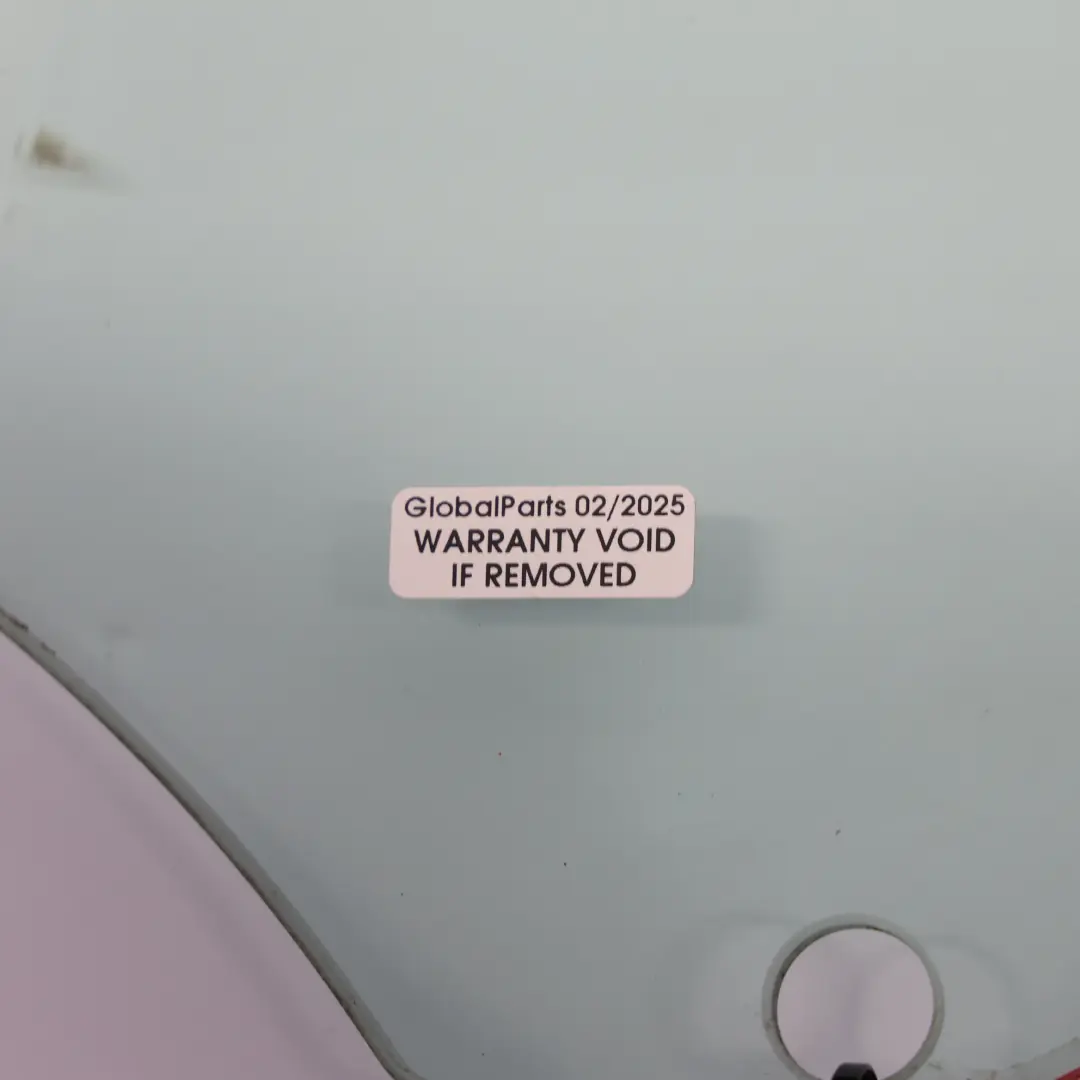 GlobalParts 02/2025
WARRANTY VOID
IF REMOVED